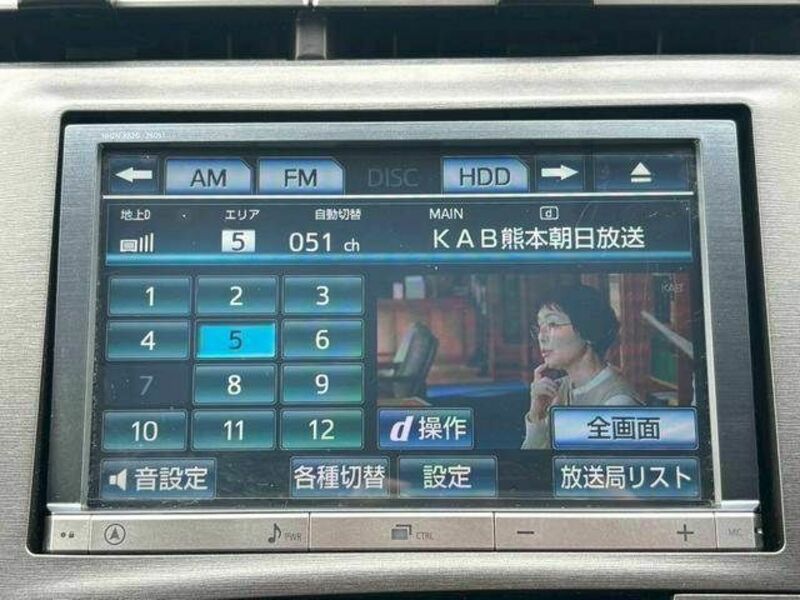 AM FM DISC HDD
地上D エリア 自動切替 MAIN d
5 051 ch KAB熊本朝日放送
1 2 3
KAB
4 5 6
7 8 9
10 11 12 d操作 全画面
音設定 各種切替 設定 放送局リスト
PWR CTRL − + MIC